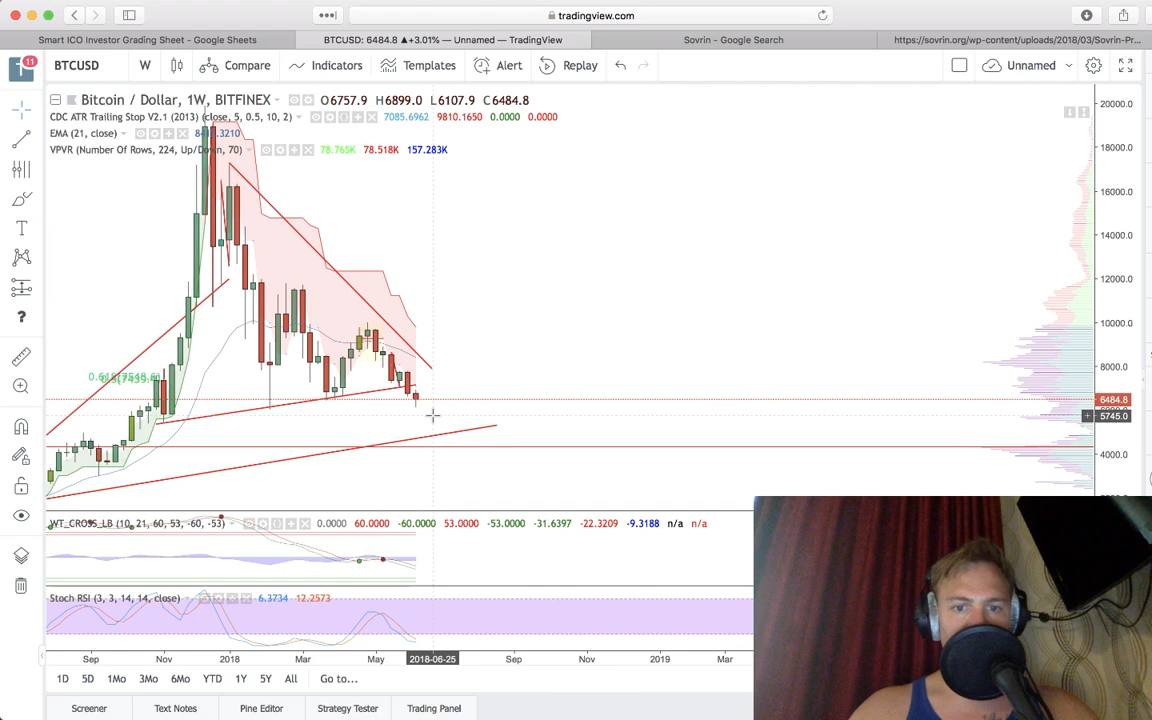 tradingview.com
Smart ICO Investor Grading Sheet - Google Sheets
BTCUSD: 6484.8 ▲+3.01% — Unnamed — TradingView
Sovrin - Google Search
https://sovrin.org/wp-content/uploads/2018/03/Sovrin-Pr...
11
BTCUSD W Compare Indicators Templates Alert Replay Unnamed
Bitcoin / Dollar, 1W, BITFINEX O6757.9 H6899.0 L6107.9 C6484.8
CDC ATR Trailing Stop V2.1 (2013) (close, 5, 0.5, 10, 2) 7085.6962 9810.1650 0.0000 0.0000
EMA (21, close)
VPVR (Number Of Rows, 224, Up/Down, 70) 78.765K 78.518K 157.283K
20000.0
18000.0
16000.0
14000.0
12000.0
10000.0
8000.0
6484.8
5745.0
4000.0
WT_CROSS_LB (10, 21, 60, 53, -60, -53) 0.0000 60.0000 -60.0000 53.0000 -53.0000 -31.6397 -22.3209 -9.3188 n/a n/a
Stoch RSI (3, 3, 14, 14, close) 6.3734 12.2573
Sep Nov 2018 Mar May 2018-06-25 Sep Nov 2019 Mar
1D 5D 1Mo 3Mo 6Mo YTD 1Y 5Y All Go to...
Screener Text Notes Pine Editor Strategy Tester Trading Panel